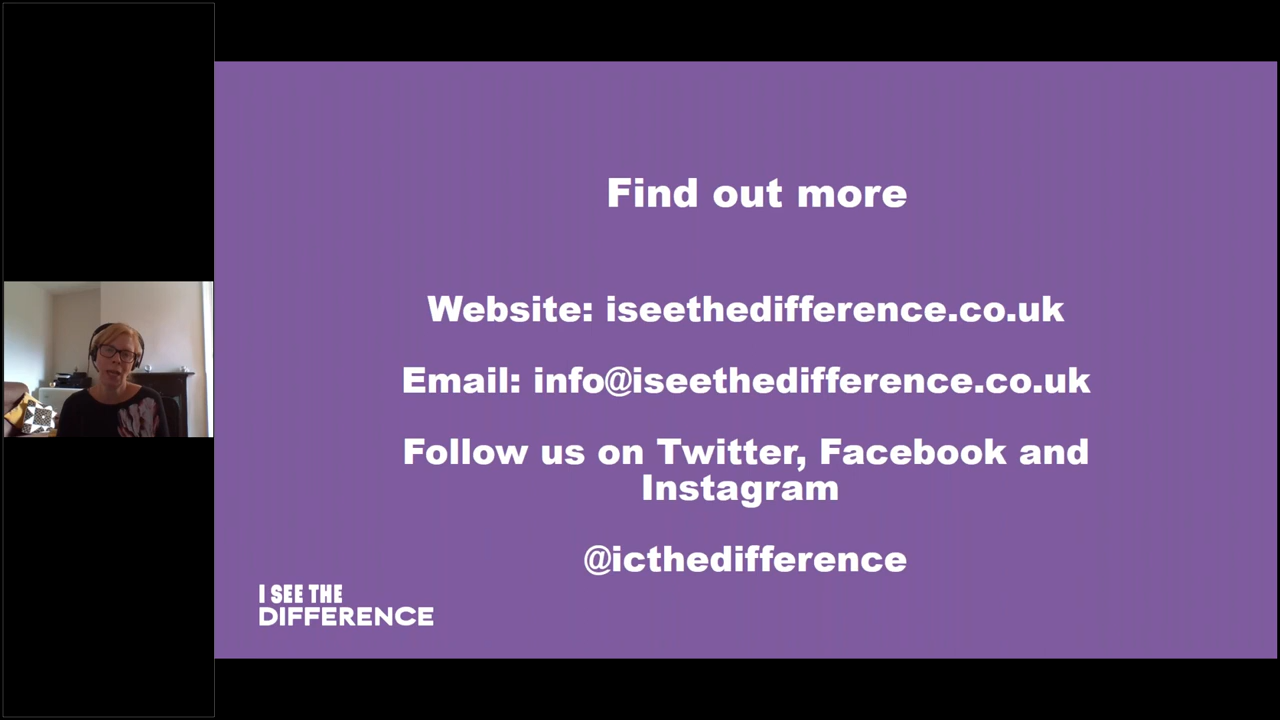 Find out more
Website: iseethedifference.co.uk
Email: info@iseethedifference.co.uk
Follow us on Twitter, Facebook and
Instagram
@icthedifference
I SEE THE
DIFFERENCE